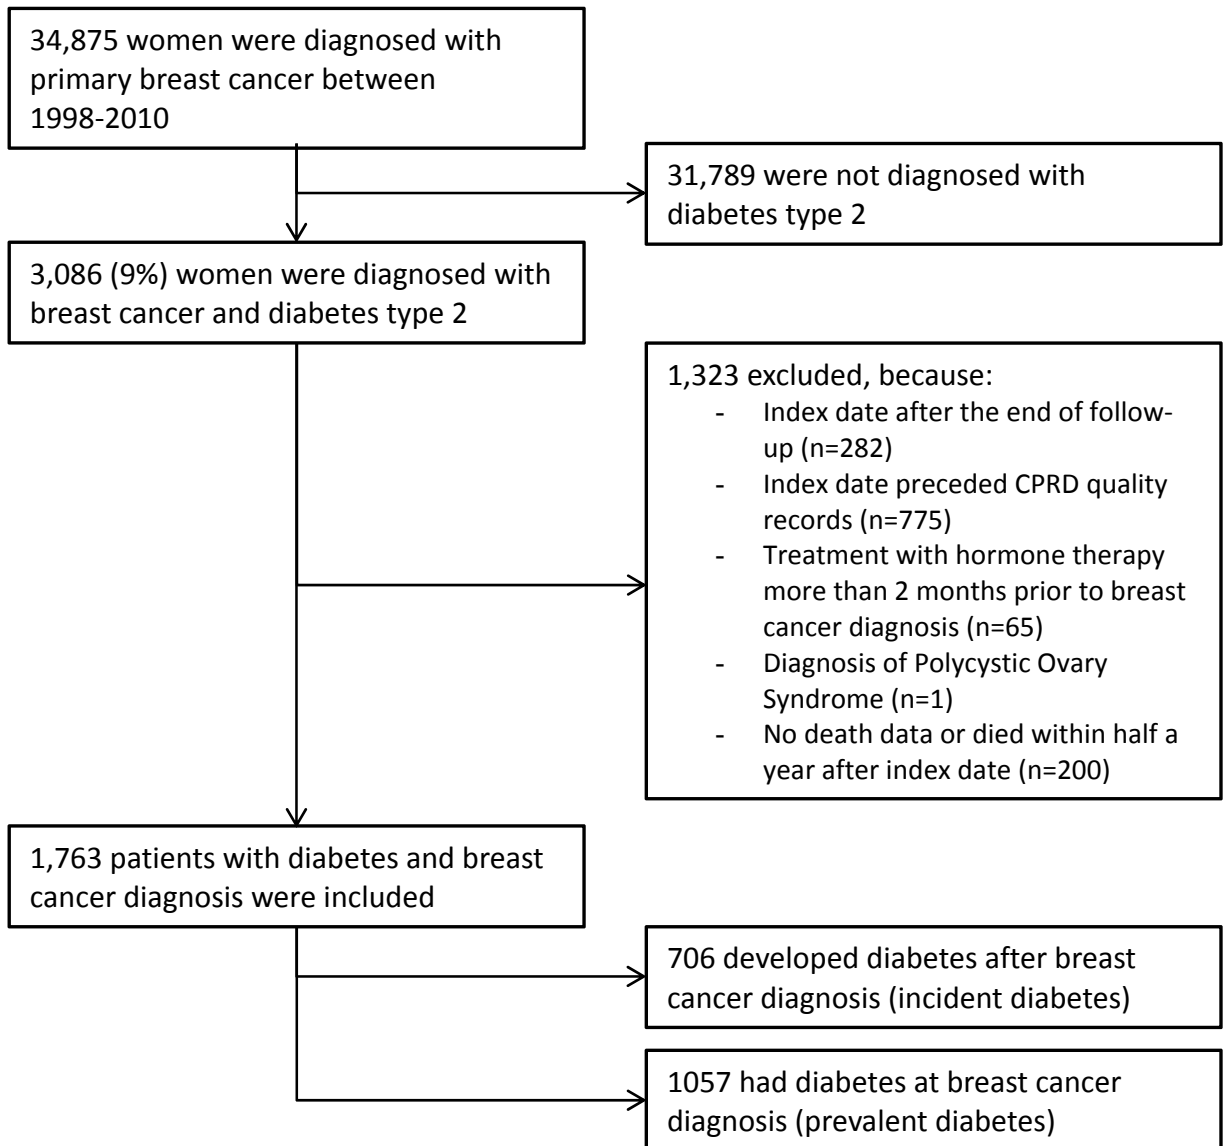 34,875 women were diagnosed with
primary breast cancer between
1998-2010
31,789 were not diagnosed with
diabetes type 2
3,086 (9%) women were diagnosed with
breast cancer and diabetes type 2
1,323 excluded, because:
- Index date after the end of follow-
up (n=282)
- Index date preceded CPRD quality
records (n=775)
- Treatment with hormone therapy
more than 2 months prior to breast
cancer diagnosis (n=65)
- Diagnosis of Polycystic Ovary
Syndrome (n=1)
- No death data or died within half a
year after index date (n=200)
1,763 patients with diabetes and breast
cancer diagnosis were included
706 developed diabetes after breast
cancer diagnosis (incident diabetes)
1057 had diabetes at breast cancer
diagnosis (prevalent diabetes)